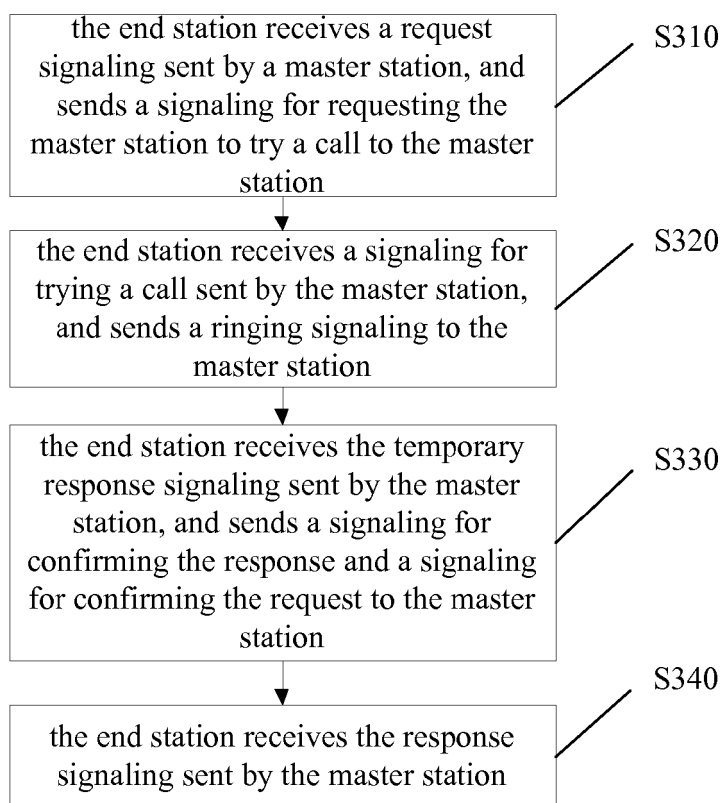 the end station receives a request
signaling sent by a master station, and
sends a signaling for requesting the
master station to try a call to the master
station
S310
the end station receives a signaling for
trying a call sent by the master station,
and sends a ringing signaling to the
master station
S320
the end station receives the temporary
response signaling sent by the master
station, and sends a signaling for
confirming the response and a signaling
for confirming the request to the master
station
S330
the end station receives the response
signaling sent by the master station
S340